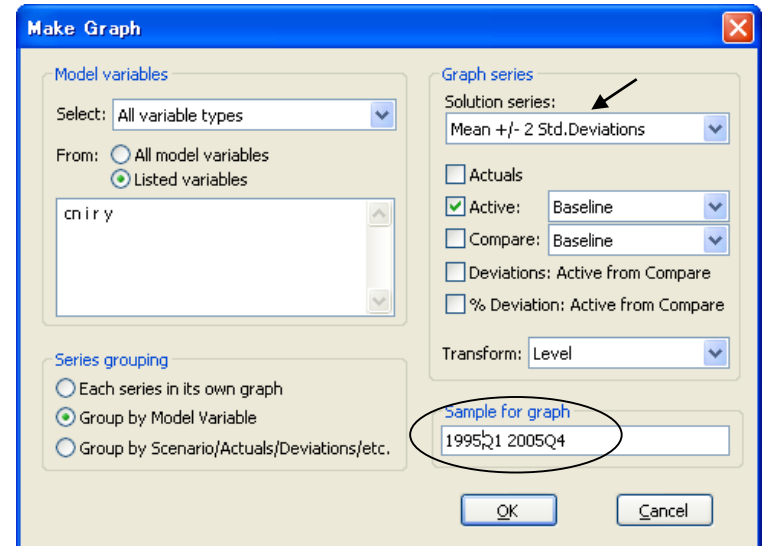 Make Graph
Model variables
Select: All variable types
From: All model variables
Listed variables
cn i r y
Series grouping
Each series in its own graph
Group by Model Variable
Group by Scenario/Actuals/Deviations/etc.
Graph series
Solution series:
Mean +/- 2 Std.Deviations
Actuals
Active: Baseline
Compare: Baseline
Deviations: Active from Compare
% Deviation: Active from Compare
Transform: Level
Sample for graph
1995Q1 2005Q4
OK
Cancel